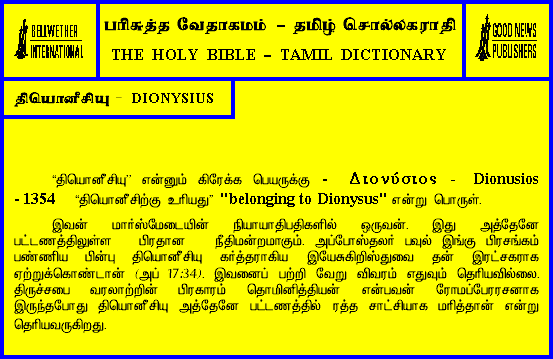 BELLWETHER
INTERNATIONAL
பரிசுத்த வேதாகமம் – தமிழ் சொல்லகராதி
THE HOLY BIBLE – TAMIL DICTIONARY
GOOD NEWS
PUBLISHERS
தியொனீசியு – DIONYSIUS
“தியொனீசியு” என்னும் கிரேக்க பெயருக்கு - Διονύσιος - Dionusios
- 1354 “தியொனீசிற்கு உரியது” "belonging to Dionysus" என்று பொருள்.
இவன் மார்ஸ்மேடையின் நியாயாதிபதிகளில் ஒருவன். இது அத்தேனே
பட்டணத்திலுள்ள பிரதான நீதிமன்றமாகும். அப்போஸ்தலர் பவுல் இங்கு பிரசங்கம்
பண்ணிய பின்பு தியொனீசியு கர்த்தராகிய இயேசுகிறிஸ்துவை தன் இரட்சகராக
ஏற்றுக்கொண்டான் (அப் 17:34). இவனைப் பற்றி வேறு விவரம் எதுவும் தெரியவில்லை.
திருச்சபை வரலாற்றின் பிரகாரம் தொமினித்தியன் என்பவன் ரோமப்பேரரசனாக
இருந்தபோது தியொனீசியு அத்தேனே பட்டணத்தில் ரத்த சாட்சியாக மரித்தான் என்று
தெரியவருகிறது.